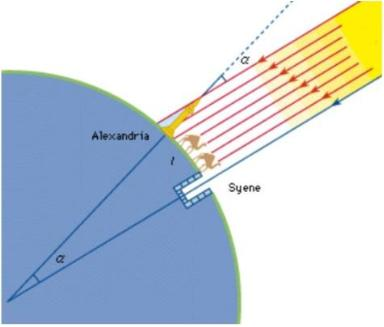 α
Alexandria
l
Syene
α